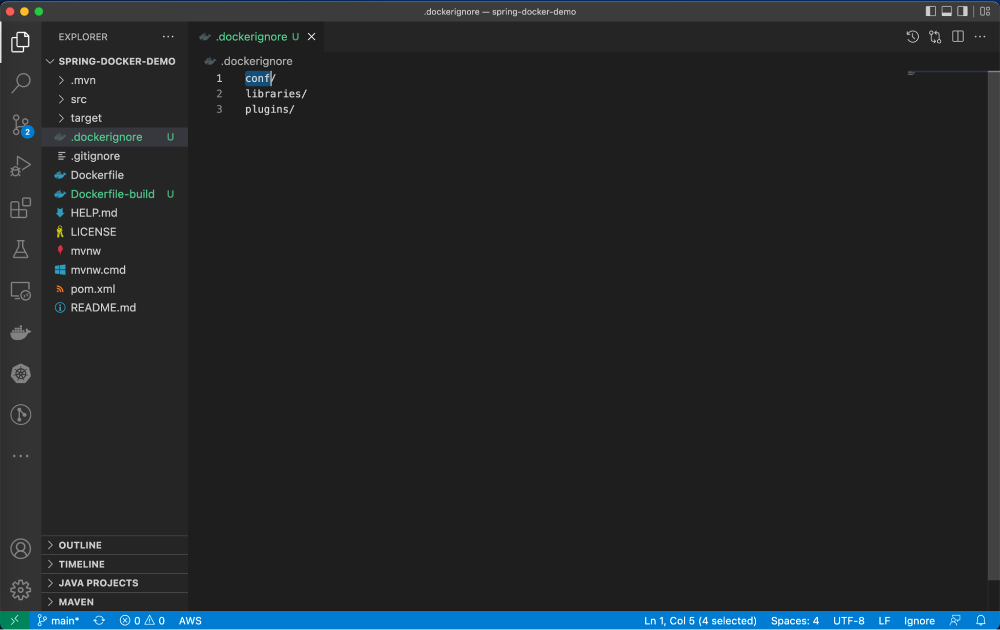 .dockerignore — spring-docker-demo
EXPLORER
.dockerignore U
SPRING-DOCKER-DEMO
.mvn
src
target
.dockerignore U
.gitignore
Dockerfile
Dockerfile-build U
HELP.md
LICENSE
mvnw
mvnw.cmd
pom.xml
README.md
OUTLINE
TIMELINE
JAVA PROJECTS
MAVEN
2
.dockerignore
1 conf/
2 libraries/
3 plugins/
main* 0 0 AWS Ln 1, Col 5 (4 selected) Spaces: 4 UTF-8 LF Ignore